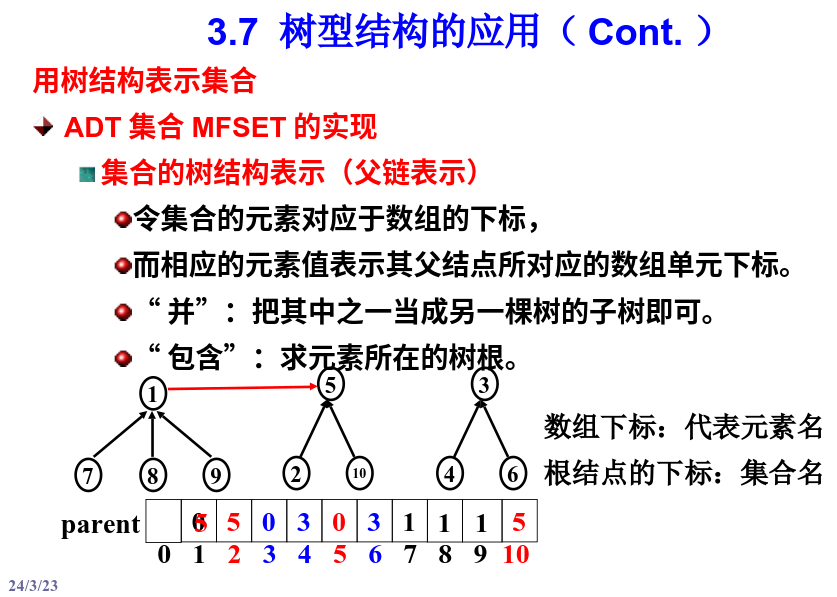 3.7 树型结构的应用（ Cont. ）
用树结构表示集合
ADT 集合 MFSET 的实现
集合的树结构表示（父链表示）
令集合的元素对应于数组的下标，
而相应的元素值表示其父结点所对应的数组单元下标。
“ 并”： 把其中之一当成另一棵树的子树即可。
“ 包含”： 求元素所在的树根。
1 5 3
数组下标：代表元素名
7 8 9 2 10 4 6
根结点的下标：集合名
parent 0 5 5 0 3 0 3 1 1 1 5
0 1 2 3 4 5 6 7 8 9 10
24/3/23